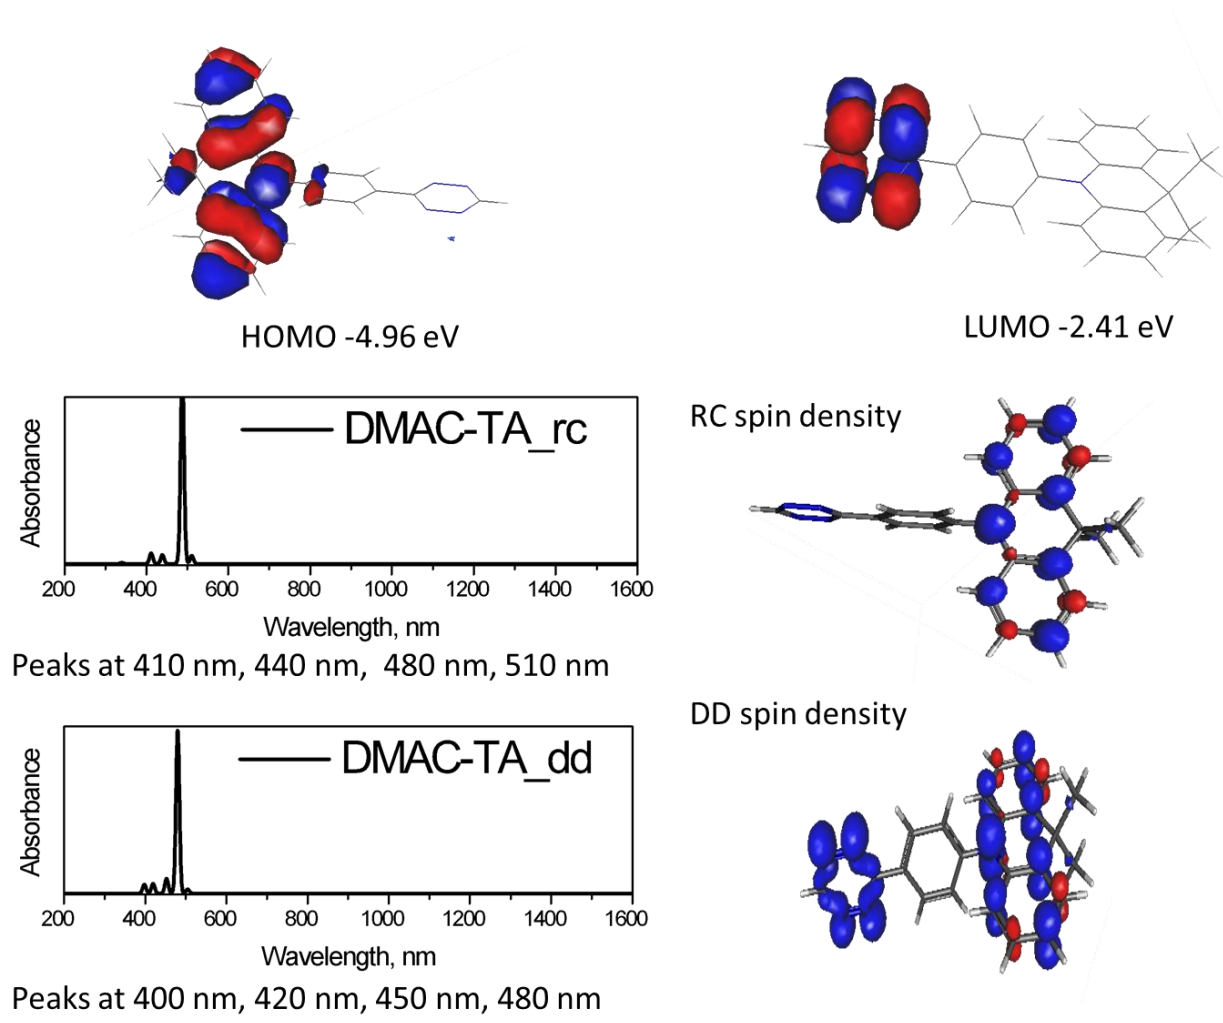 HOMO -4.96 eV
LUMO -2.41 eV
DMAC-TA_rc
Absorbance
200 400 600 800 1000 1200 1400 1600
Wavelength, nm
Peaks at 410 nm, 440 nm, 480 nm, 510 nm
RC spin density
DD spin density
DMAC-TA_dd
Absorbance
200 400 600 800 1000 1200 1400 1600
Wavelength, nm
Peaks at 400 nm, 420 nm, 450 nm, 480 nm